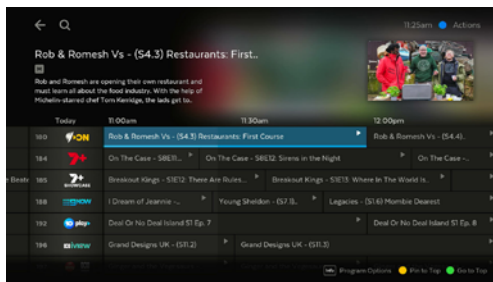 11:25am Actions
Rob & Romesh Vs - (S4.3) Restaurants: First..
Rob and Romesh are opening their own restaurant and
must learn all about the food industry. With the help of
Michelin-starred chef Tom Kerridge, the lads get to..
Today 11:00am 11:30am 12:00pm
180 9ON Rob & Romesh Vs - (S4.3) Restaurants: First Course Rob & Romesh Vs - (S4.4)..
184 7+ On The Case - S8E11... On The Case - S8E12: Sirens in the Night On The Case -..
e Beate 185 7+ SHOWCASE Breakout Kings - S1E12: There Are Rules... Breakout Kings - S1E13: Where In The World Is..
188 I Dream of Jeannie -.. Young Sheldon - (S7.1).. Legacies - (S1.6) Mombie Dearest
192 play+ Deal Or No Deal Island S1 Ep. 7 Deal Or No Deal Island S1 Ep. 8
196 iview Grand Designs UK - (S11.2) Grand Designs UK - (S11.3)
Program Options Pin to Top Go to Top